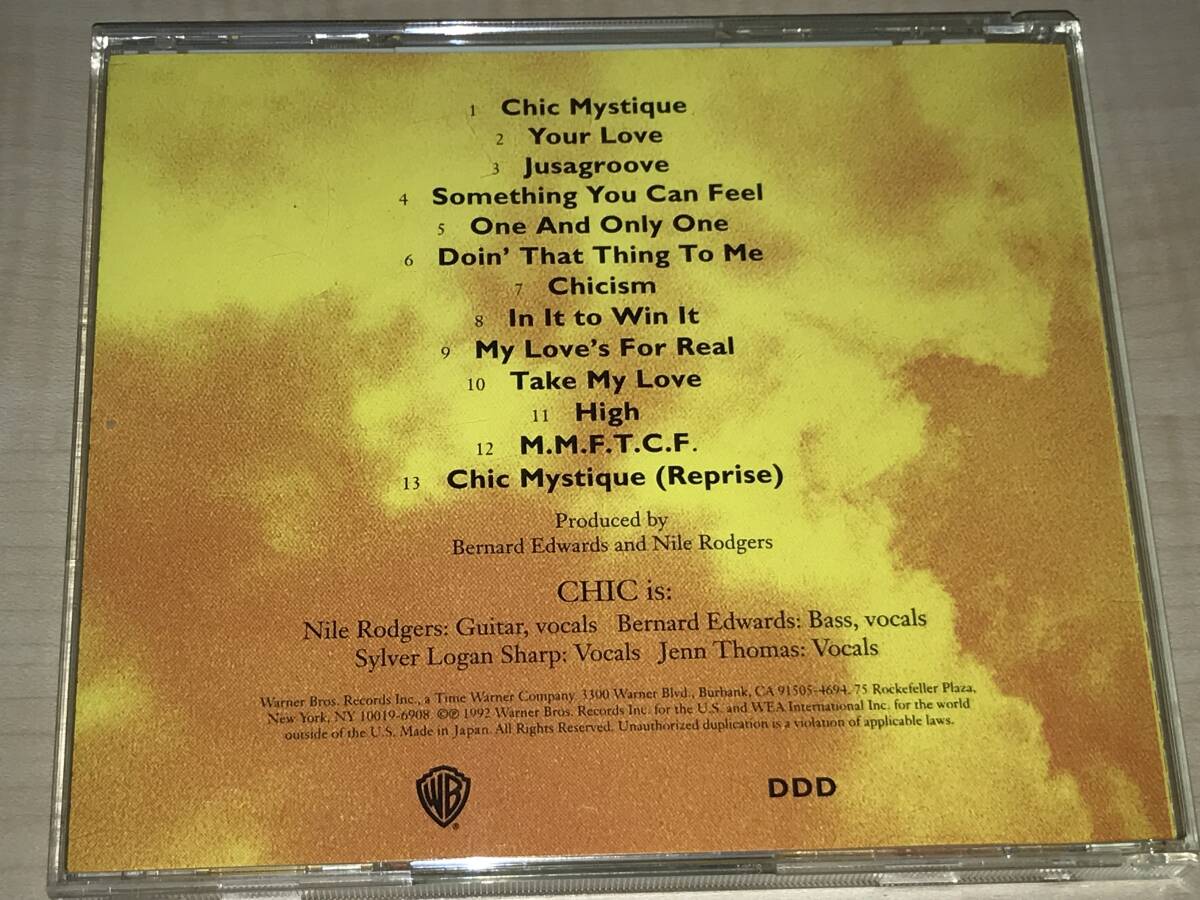 1 Chic Mystique
2 Your Love
3 Jusagroove
4 Something You Can Feel
5 One And Only One
6 Doin' That Thing To Me
7 Chicism
8 In It to Win It
9 My Love's For Real
10 Take My Love
11 High
12 M.M.F.T.C.F.
13 Chic Mystique (Reprise)
Produced by
Bernard Edwards and Nile Rodgers
CHIC is:
Nile Rodgers: Guitar, vocals Bernard Edwards: Bass, vocals
Sylver Logan Sharp: Vocals Jenn Thomas: Vocals
Warner Bros. Records Inc., a Time Warner Company. 3300 Warner Blvd., Burbank, CA 91505-4694. 75 Rockefeller Plaza,
New York, NY 10019-6908. ©℗ 1992 Warner Bros. Records Inc. for the U.S. and WEA International Inc. for the world
outside of the U.S. Made in Japan. All Rights Reserved. Unauthorized duplication is a violation of applicable laws.
WB ®
DDD